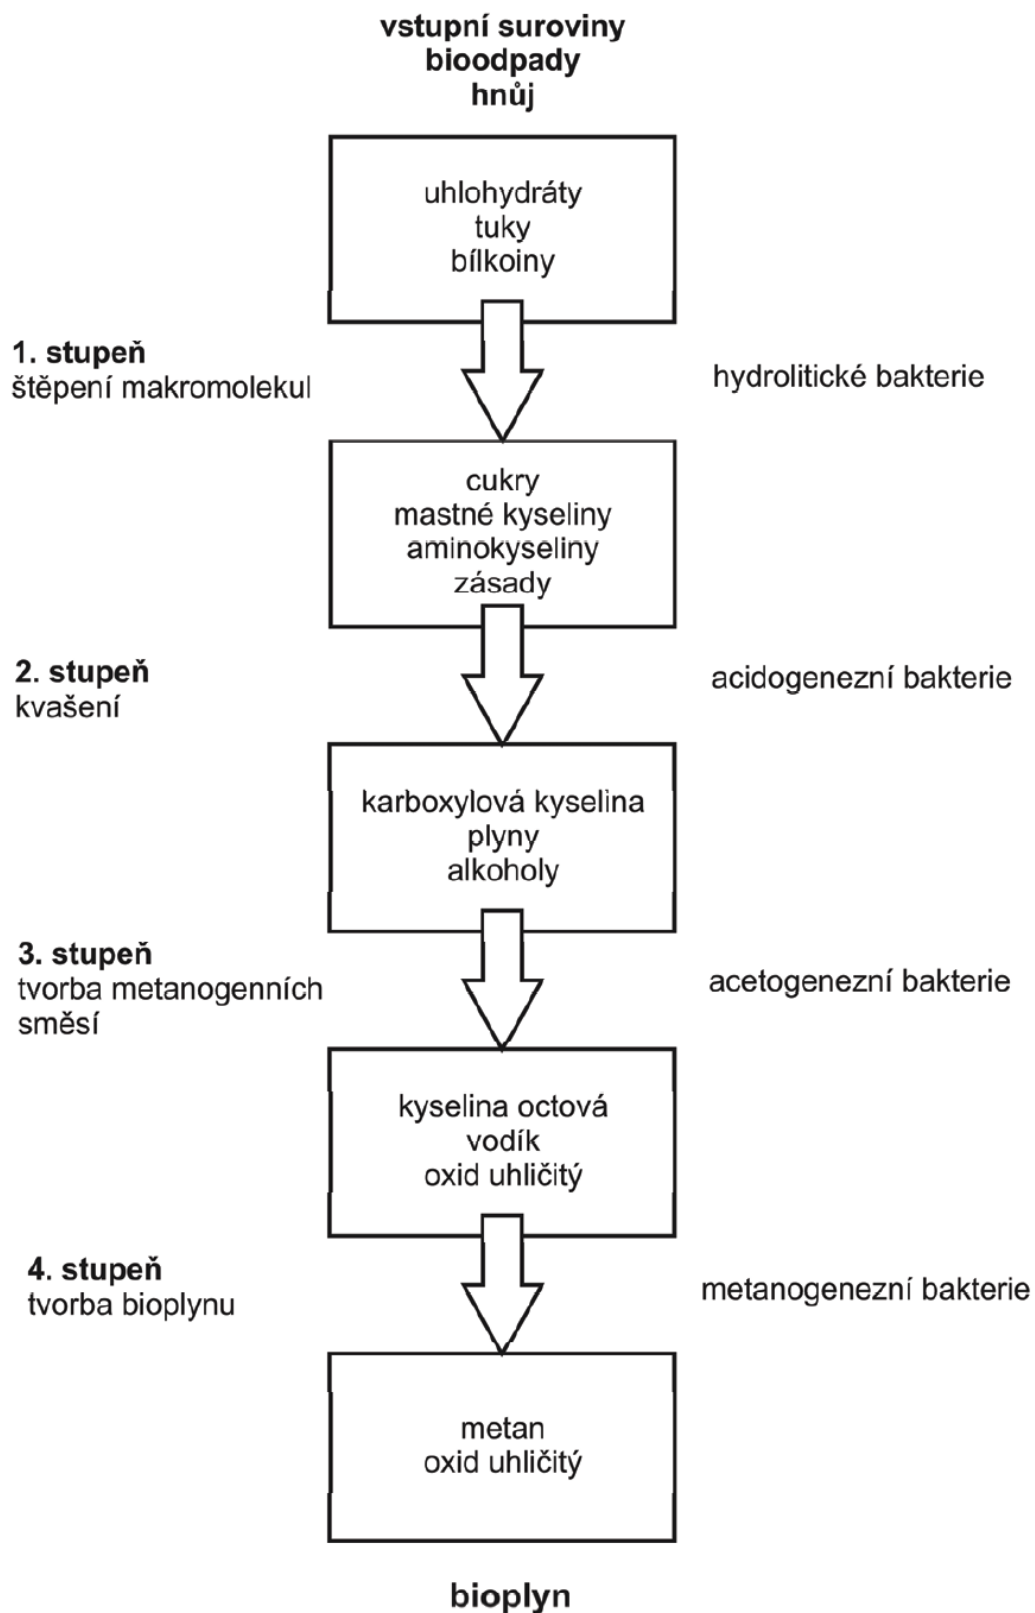 vstupní suroviny
bioodpady
hnůj
uhlohydráty
tuky
bílkoiny
1. stupeň
štěpení makromolekul
hydrolitické bakterie
cukry
mastné kyseliny
aminokyseliny
zásady
2. stupeň
kvašení
acidogenezní bakterie
karboxylová kyselina
plyny
alkoholy
3. stupeň
tvorba metanogenních
směsí
acetogenezní bakterie
kyselina octová
vodík
oxid uhličitý
4. stupeň
tvorba bioplynu
metanogenezní bakterie
metan
oxid uhličitý
bioplyn